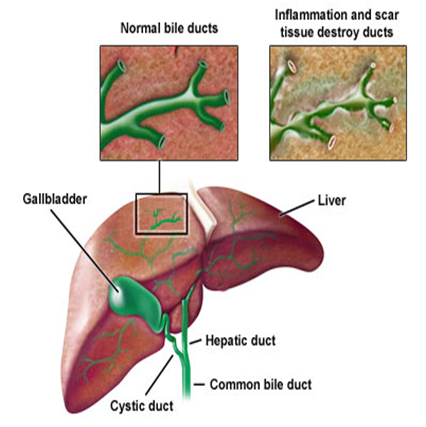 Normal bile ducts
Inflammation and scar
tissue destroy ducts
Gallbladder
Liver
Hepatic duct
Common bile duct
Cystic duct